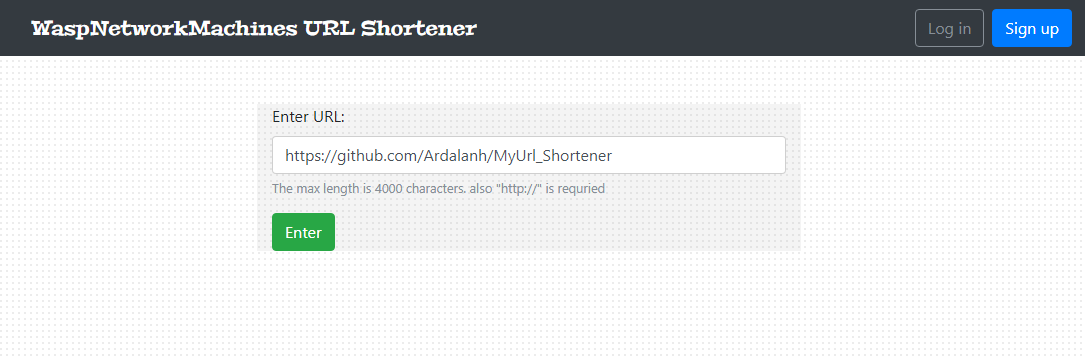 WaspNetworkMachines URL Shortener
Log in
Sign up
Enter URL:
https://github.com/Ardalanh/MyUrl_Shortener
The max length is 4000 characters. also "http://" is requried
Enter